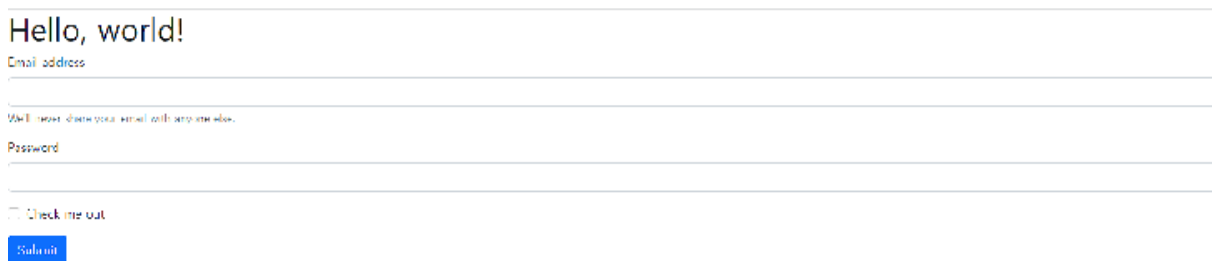 Hello, world!
Email address
We'll never share your email with anyone else.
Password
Check me out
Submit